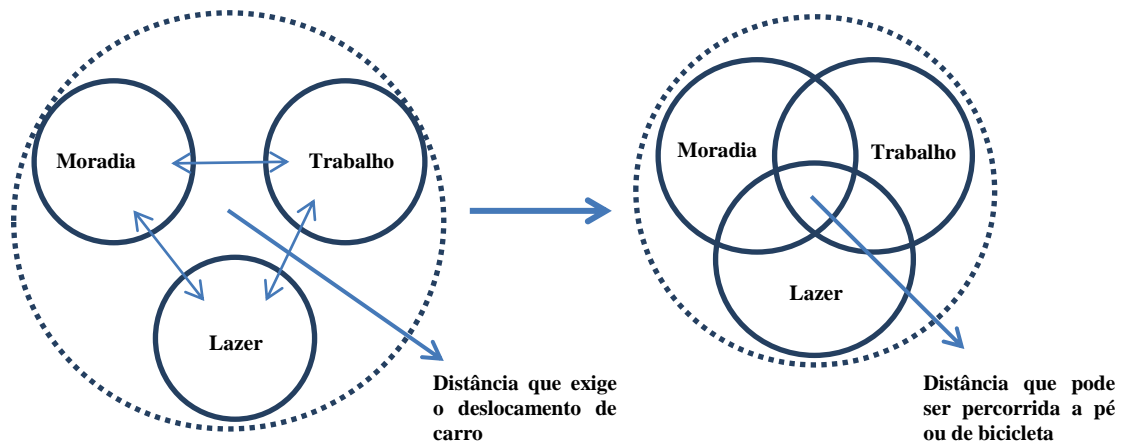 Moradia
Trabalho
Lazer
Distância que exige
o deslocamento de
carro
Moradia
Trabalho
Lazer
Distância que pode
ser percorrida a pé
ou de bicicleta